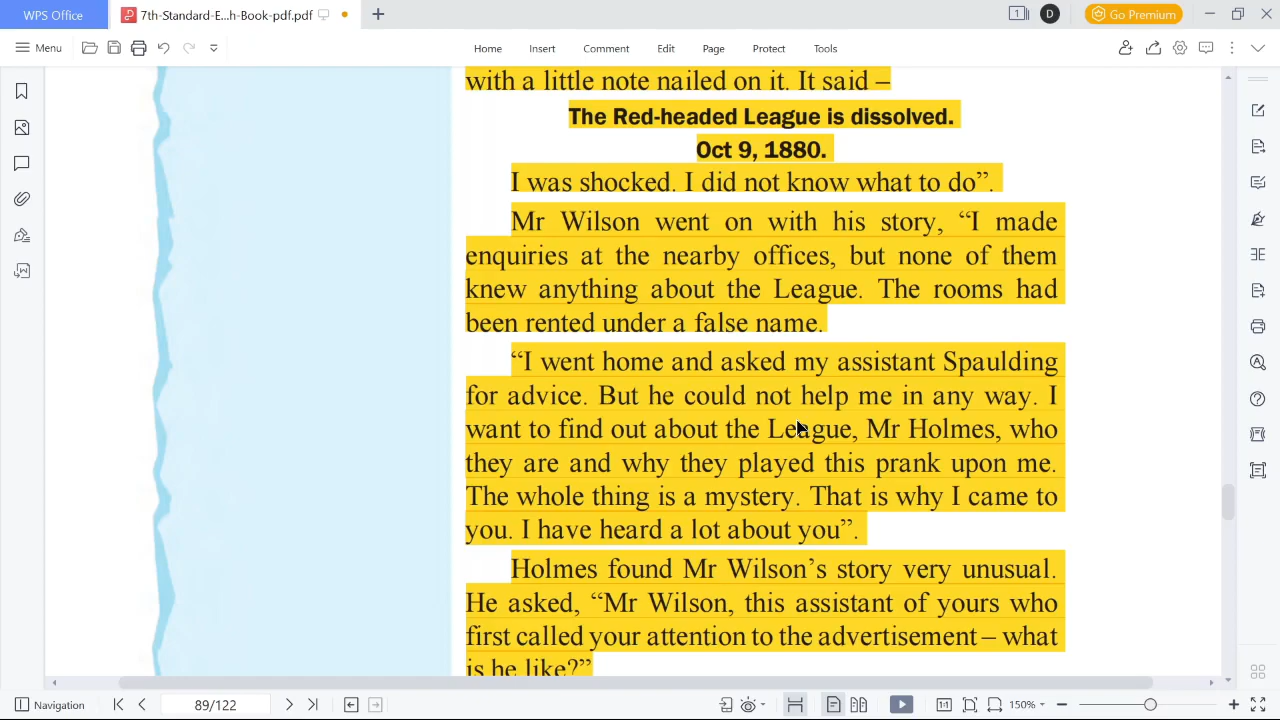 WPS Office
7th-Standard-E...h-Book-pdf.pdf
1
D
Go Premium
Menu
Home Insert Comment Edit Page Protect Tools
with a little note nailed on it. It said –
The Red-headed League is dissolved.
Oct 9, 1880.
I was shocked. I did not know what to do”.
Mr Wilson went on with his story, “I made
enquiries at the nearby offices, but none of them
knew anything about the League. The rooms had
been rented under a false name.
“I went home and asked my assistant Spaulding
for advice. But he could not help me in any way. I
want to find out about the League, Mr Holmes, who
they are and why they played this prank upon me.
The whole thing is a mystery. That is why I came to
you. I have heard a lot about you”.
Holmes found Mr Wilson’s story very unusual.
He asked, “Mr Wilson, this assistant of yours who
first called your attention to the advertisement – what
is he like?”
Navigation
89/122
1:1
150%